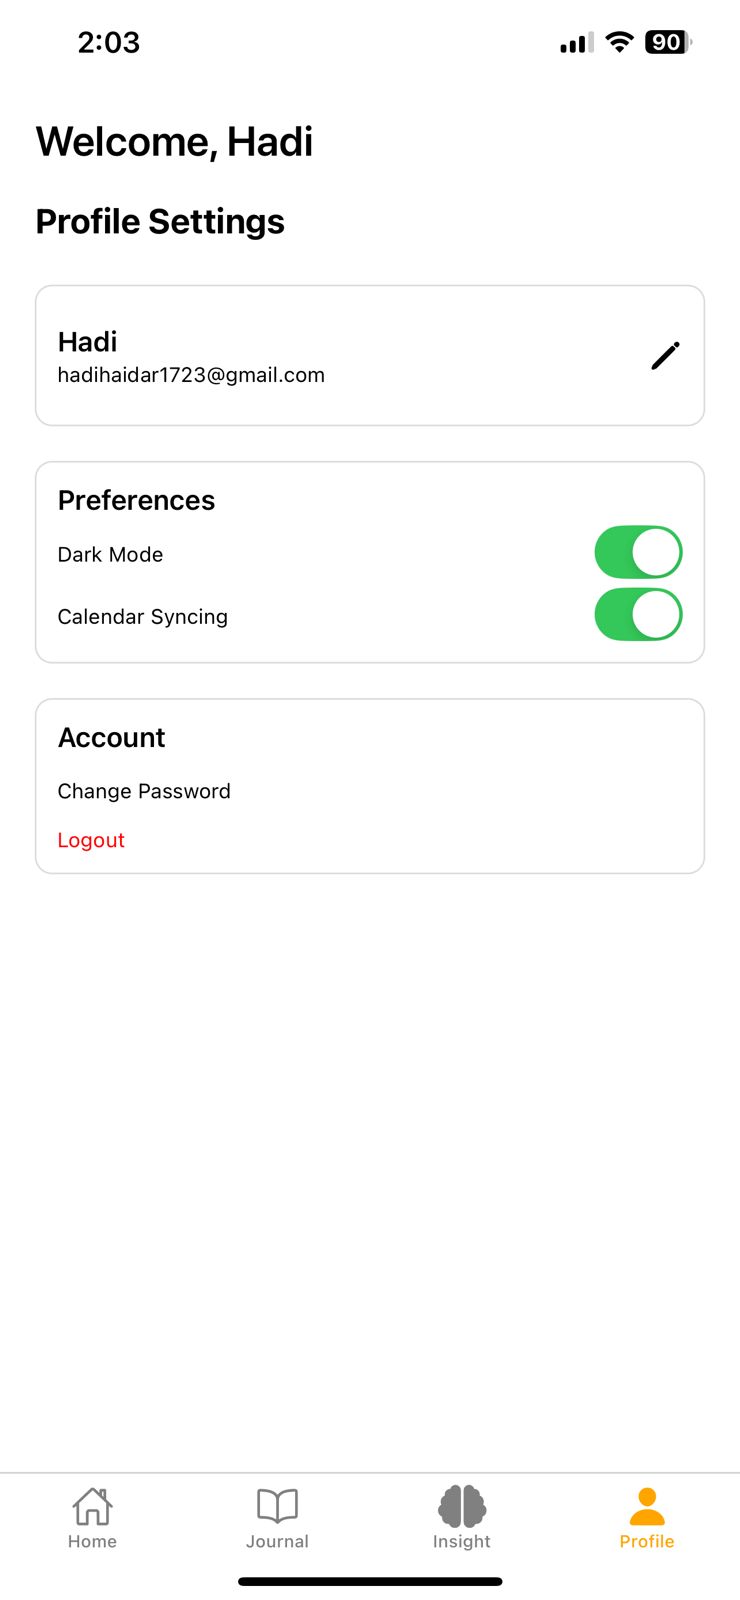 2:03
90
Welcome, Hadi
Profile Settings
Hadi
hadihaidar1723@gmail.com
Preferences
Dark Mode
Calendar Syncing
Account
Change Password
Logout
Home
Journal
Insight
Profile